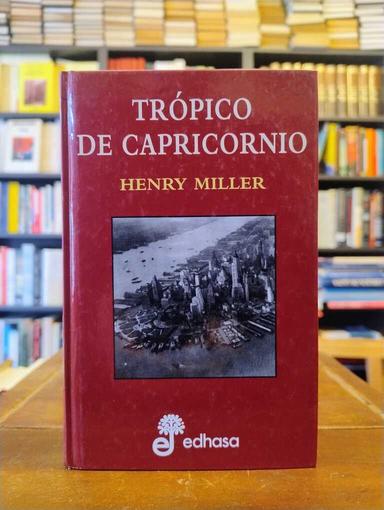 TRÓPICO
DE CAPRICORNIO
HENRY MILLER
edhasa